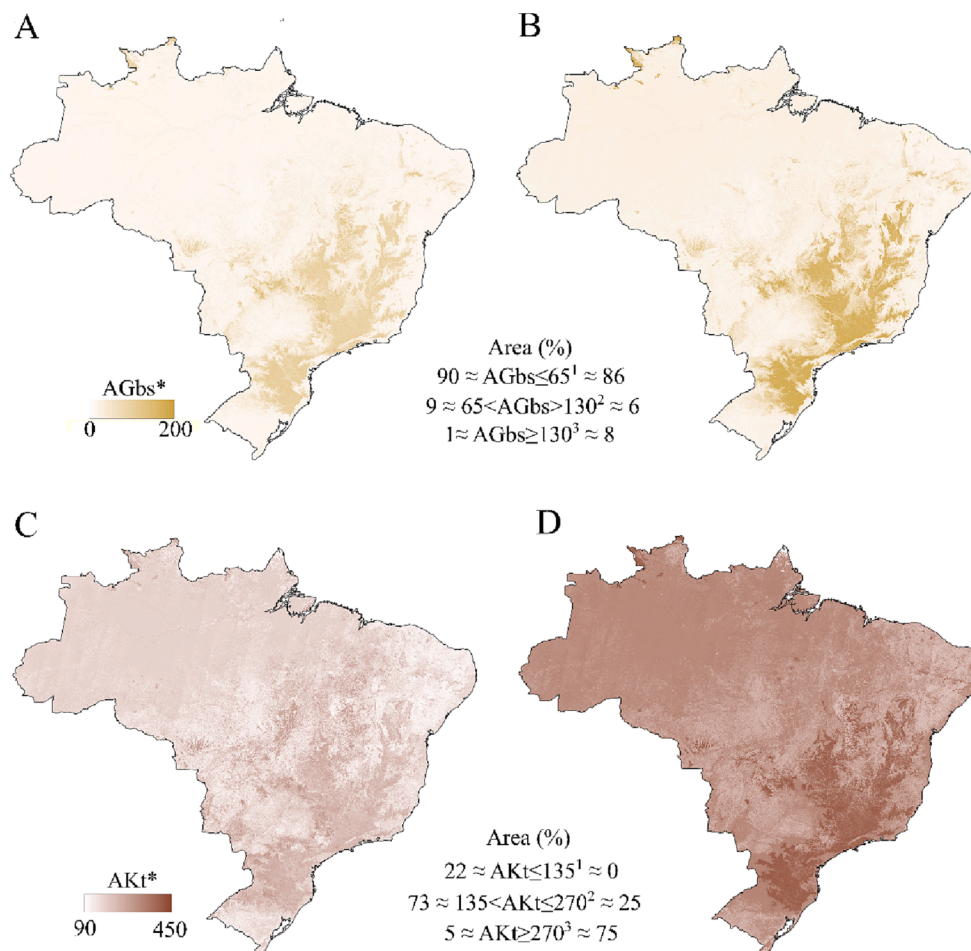 A
B
Area (%)
90 ≈ AGbs≤65¹ ≈ 86
9 ≈ 65<AGbs>130² ≈ 6
1≈ AGbs≥130³ ≈ 8
AGbs*
0 200
C
D
Area (%)
22 ≈ AKt≤135¹ ≈ 0
73 ≈ 135<AKt≤270² ≈ 25
5 ≈ AKt≥270³ ≈ 75
AKt*
90 450